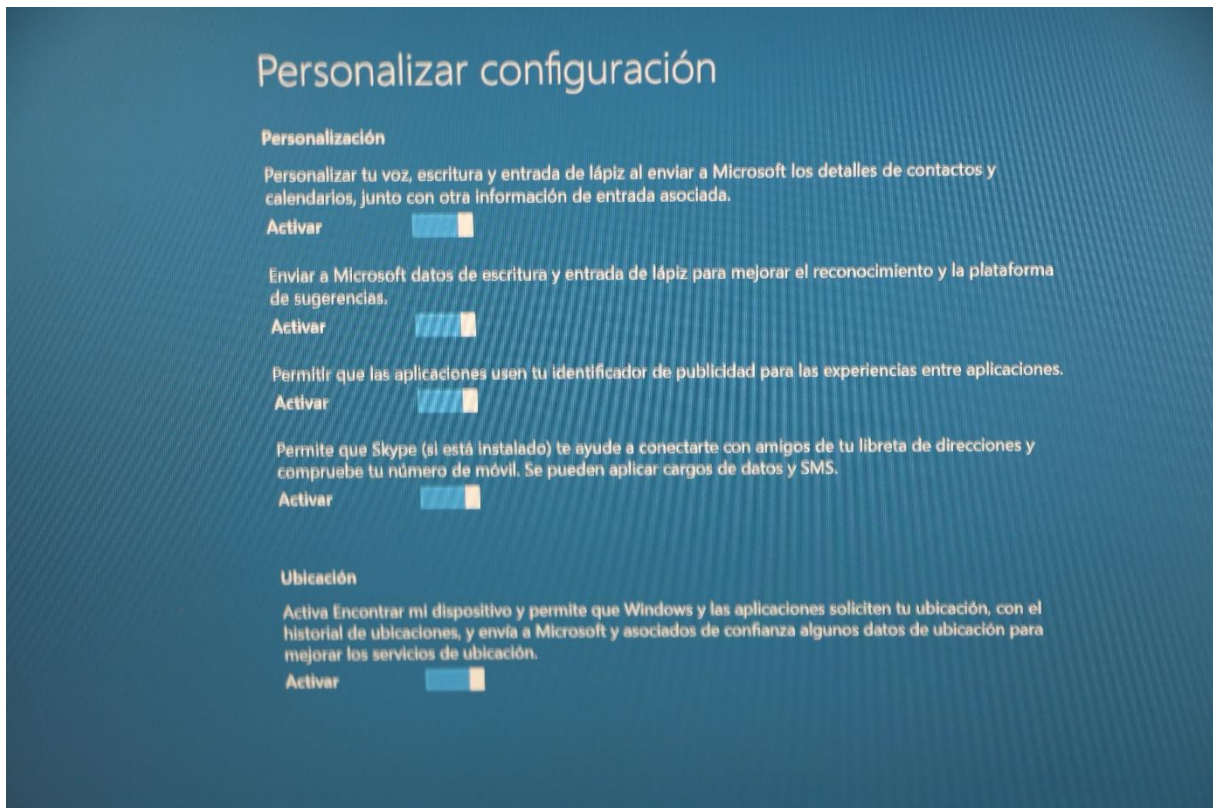 Personalizar configuración
Personalización
Personalizar tu voz, escritura y entrada de lápiz al enviar a Microsoft los detalles de contactos y
calendarios, junto con otra información de entrada asociada.
Activar
Enviar a Microsoft datos de escritura y entrada de lápiz para mejorar el reconocimiento y la plataforma
de sugerencias.
Activar
Permitir que las aplicaciones usen tu identificador de publicidad para las experiencias entre aplicaciones.
Activar
Permite que Skype (si está instalado) te ayude a conectarte con amigos de tu libreta de direcciones y
compruebe tu número de móvil. Se pueden aplicar cargos de datos y SMS.
Activar
Ubicación
Activa Encontrar mi dispositivo y permite que Windows y las aplicaciones soliciten tu ubicación, con el
historial de ubicaciones, y envía a Microsoft y asociados de confianza algunos datos de ubicación para
mejorar los servicios de ubicación.
Activar